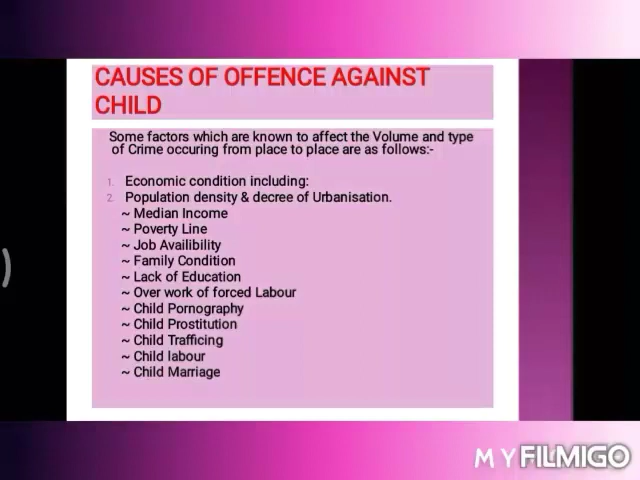 CAUSES OF OFFENCE AGAINST
CHILD
Some factors which are known to affect the Volume and type
of Crime occuring from place to place are as follows:-
1. Economic condition including:
2. Population density & decree of Urbanisation.
~ Median Income
~ Poverty Line
~ Job Availibility
~ Family Condition
~ Lack of Education
~ Over work of forced Labour
~ Child Pornography
~ Child Prostitution
~ Child Trafficing
~ Child labour
~ Child Marriage
MY FILMIGO